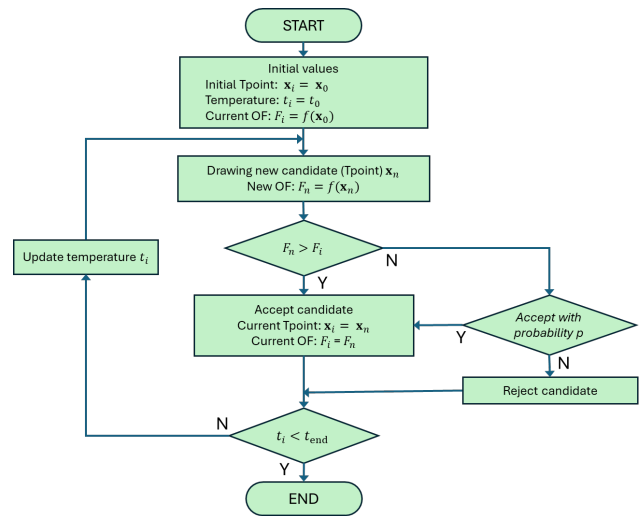 START
Initial values
Initial Tpoint: 𝐱ᵢ = 𝐱₀
Temperature: tᵢ = t₀
Current OF: Fᵢ = f(𝐱₀)
Drawing new candidate (Tpoint) 𝐱ₙ
New OF: Fₙ = f(𝐱ₙ)
Fₙ > Fᵢ
N
Y
Update temperature tᵢ
Accept candidate
Current Tpoint: 𝐱ᵢ = 𝐱ₙ
Current OF: Fᵢ = Fₙ
Accept with
probability p
Y
N
Reject candidate
N
tᵢ < t_end
Y
END